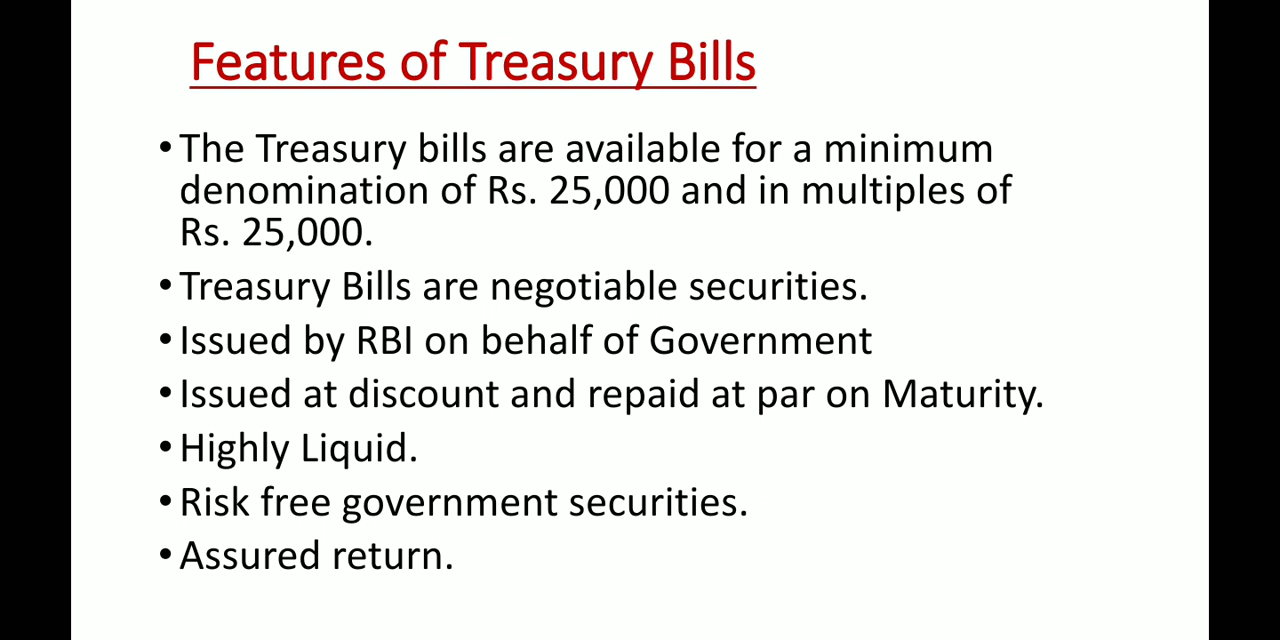 Features of Treasury Bills
• The Treasury bills are available for a minimum
denomination of Rs. 25,000 and in multiples of
Rs. 25,000.
• Treasury Bills are negotiable securities.
• Issued by RBI on behalf of Government
• Issued at discount and repaid at par on Maturity.
• Highly Liquid.
• Risk free government securities.
• Assured return.